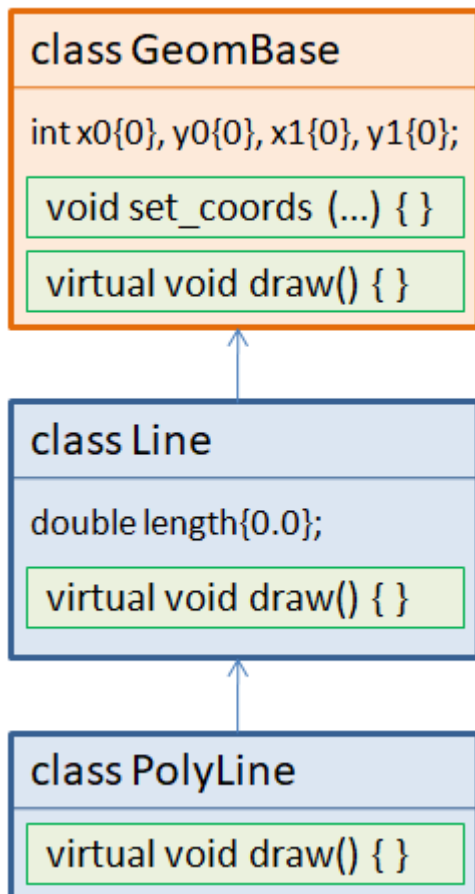 class GeomBase
int x0{0}, y0{0}, x1{0}, y1{0};
void set_coords (...) { }
virtual void draw() { }
class Line
double length{0.0};
virtual void draw() { }
class PolyLine
virtual void draw() { }